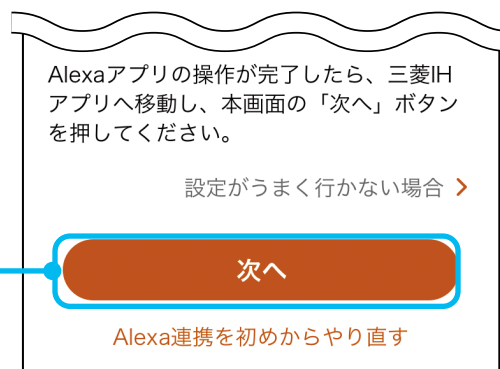 Alexaアプリの操作が完了したら、三菱IH
アプリへ移動し、本画面の「次へ」ボタン
を押してください。
設定がうまく行かない場合
次へ
Alexa連携を初めからやり直す